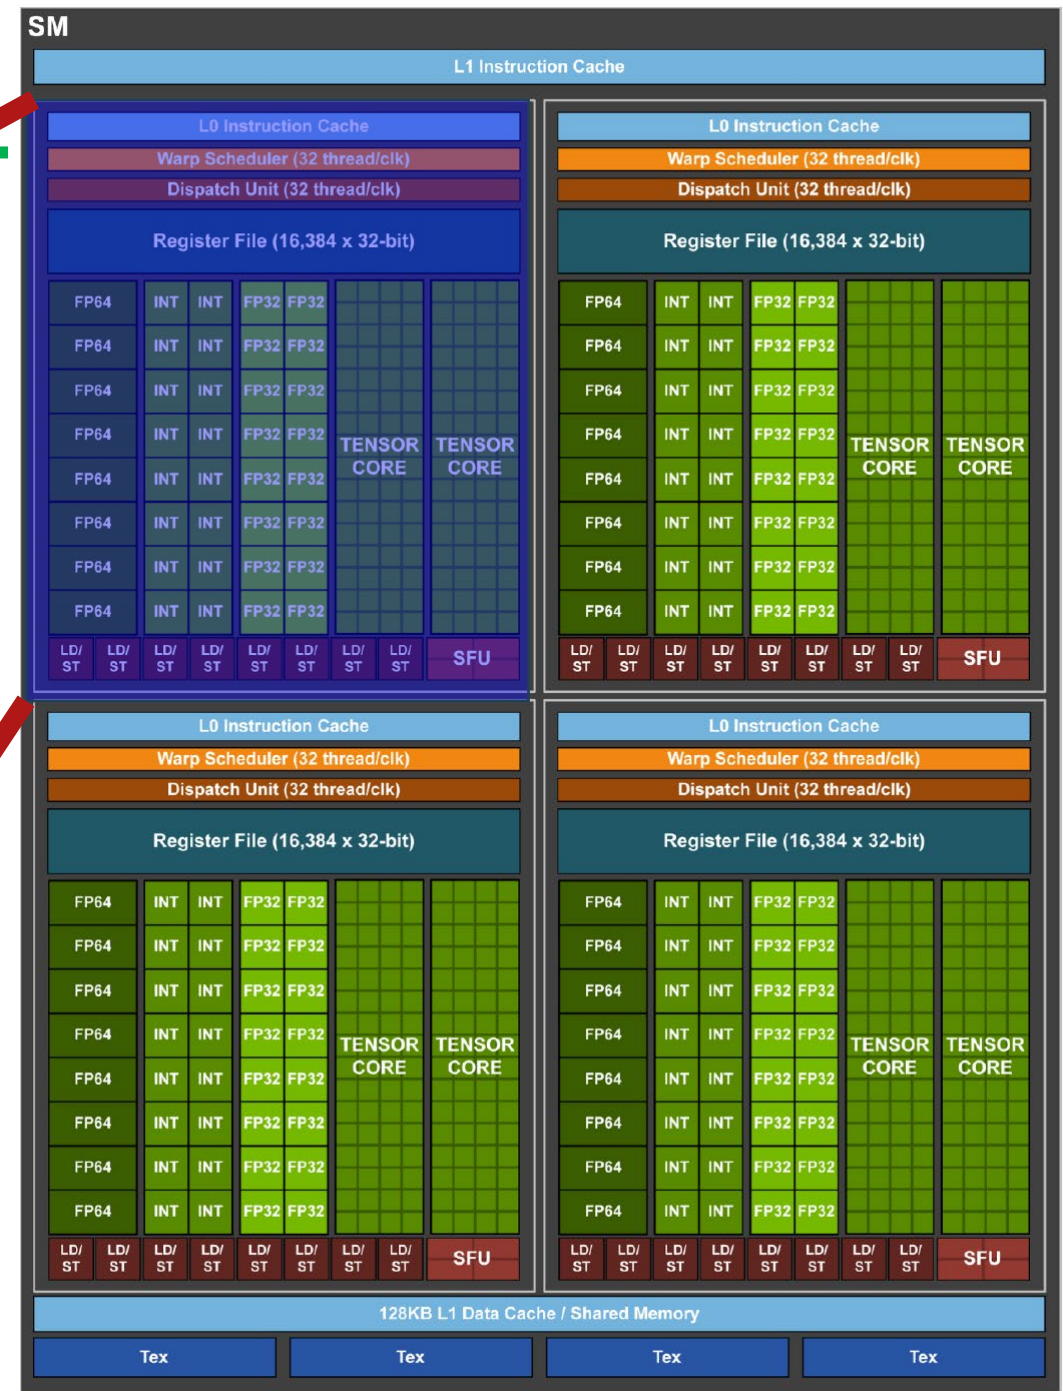 SM
L1 Instruction Cache
L0 Instruction Cache
Warp Scheduler (32 thread/clk)
Dispatch Unit (32 thread/clk)
Register File (16,384 x 32-bit)
FP64 INT INT FP32 FP32
FP64 INT INT FP32 FP32
FP64 INT INT FP32 FP32
FP64 INT INT FP32 FP32
TENSOR CORE TENSOR CORE
FP64 INT INT FP32 FP32
FP64 INT INT FP32 FP32
FP64 INT INT FP32 FP32
FP64 INT INT FP32 FP32
LD/ LD/ LD/ LD/ LD/ LD/ LD/ LD/ SFU
ST ST ST ST ST ST ST ST
L0 Instruction Cache
Warp Scheduler (32 thread/clk)
Dispatch Unit (32 thread/clk)
Register File (16,384 x 32-bit)
FP64 INT INT FP32 FP32
FP64 INT INT FP32 FP32
FP64 INT INT FP32 FP32
FP64 INT INT FP32 FP32
TENSOR CORE TENSOR CORE
FP64 INT INT FP32 FP32
FP64 INT INT FP32 FP32
FP64 INT INT FP32 FP32
FP64 INT INT FP32 FP32
LD/ LD/ LD/ LD/ LD/ LD/ LD/ LD/ SFU
ST ST ST ST ST ST ST ST
L0 Instruction Cache
Warp Scheduler (32 thread/clk)
Dispatch Unit (32 thread/clk)
Register File (16,384 x 32-bit)
FP64 INT INT FP32 FP32
FP64 INT INT FP32 FP32
FP64 INT INT FP32 FP32
FP64 INT INT FP32 FP32
TENSOR CORE TENSOR CORE
FP64 INT INT FP32 FP32
FP64 INT INT FP32 FP32
FP64 INT INT FP32 FP32
FP64 INT INT FP32 FP32
LD/ LD/ LD/ LD/ LD/ LD/ LD/ LD/ SFU
ST ST ST ST ST ST ST ST
L0 Instruction Cache
Warp Scheduler (32 thread/clk)
Dispatch Unit (32 thread/clk)
Register File (16,384 x 32-bit)
FP64 INT INT FP32 FP32
FP64 INT INT FP32 FP32
FP64 INT INT FP32 FP32
FP64 INT INT FP32 FP32
TENSOR CORE TENSOR CORE
FP64 INT INT FP32 FP32
FP64 INT INT FP32 FP32
FP64 INT INT FP32 FP32
FP64 INT INT FP32 FP32
LD/ LD/ LD/ LD/ LD/ LD/ LD/ LD/ SFU
ST ST ST ST ST ST ST ST
128KB L1 Data Cache / Shared Memory
Tex Tex Tex Tex